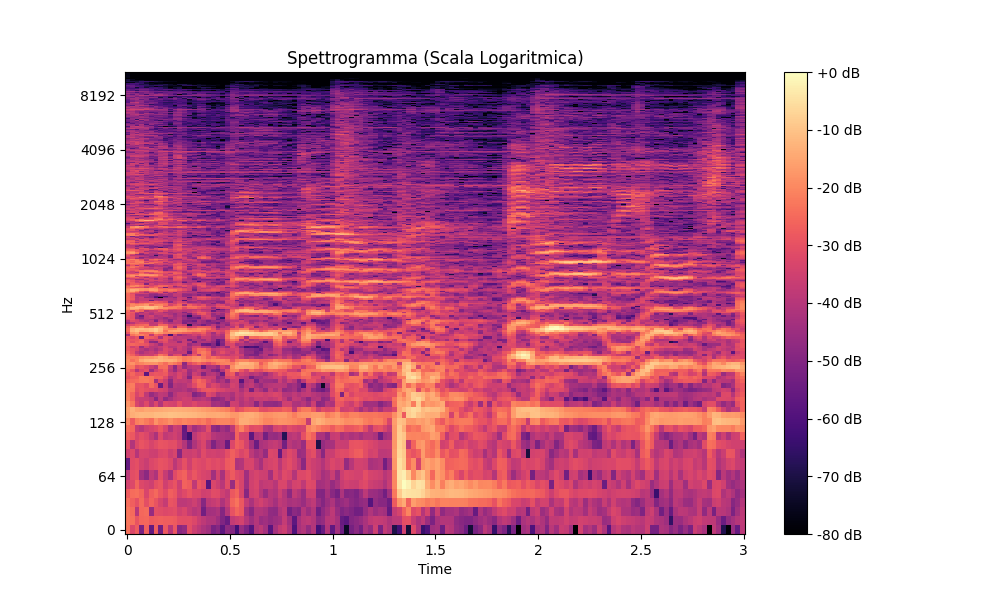 Spettrogramma (Scala Logaritmica)
Hz
8192
4096
2048
1024
512
256
128
64
0
0
0.5
1
1.5
2
2.5
3
Time
+0 dB
-10 dB
-20 dB
-30 dB
-40 dB
-50 dB
-60 dB
-70 dB
-80 dB